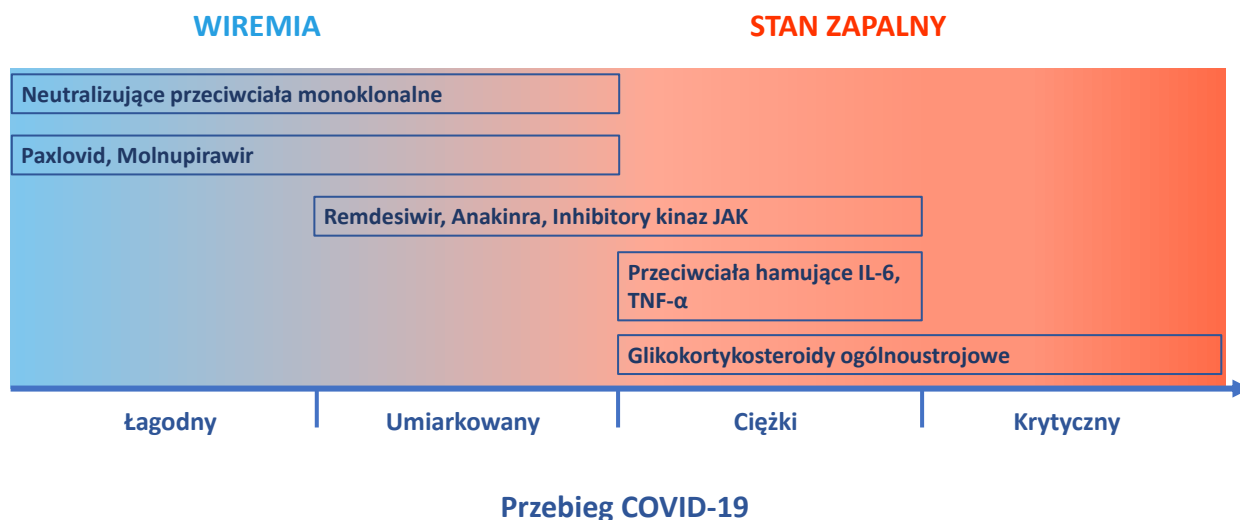 WIREMIA
STAN ZAPALNY
Neutralizujące przeciwciała monoklonalne
Paxlovid, Molnupirawir
Remdesiwir, Anakinra, Inhibitory kinaz JAK
Przeciwciała hamujące IL-6,
TNF-α
Glikokortykosteroidy ogólnoustrojowe
Łagodny
Umiarkowany
Ciężki
Krytyczny
Przebieg COVID-19